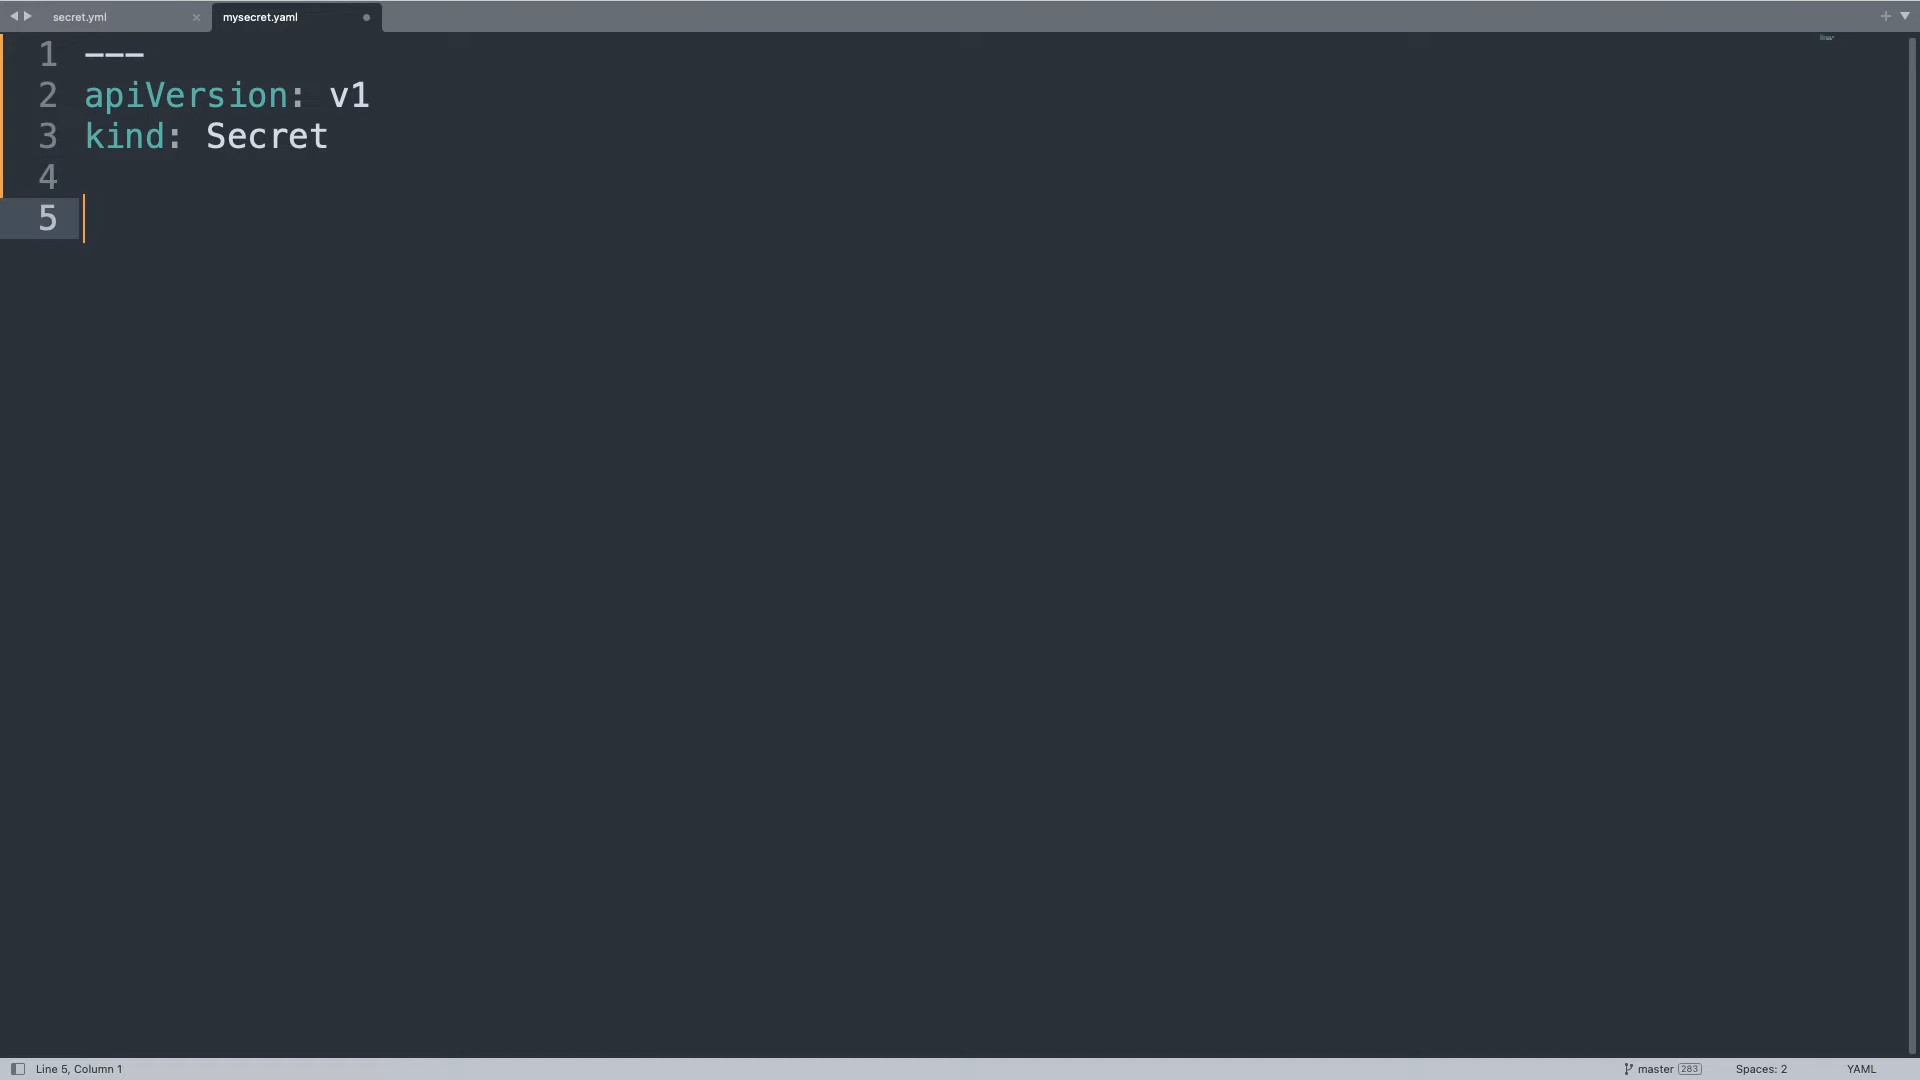 secret.yml
mysecret.yaml
1 ---
2 apiVersion: v1
3 kind: Secret
4
5
Line 5, Column 1
master 283
Spaces: 2
YAML